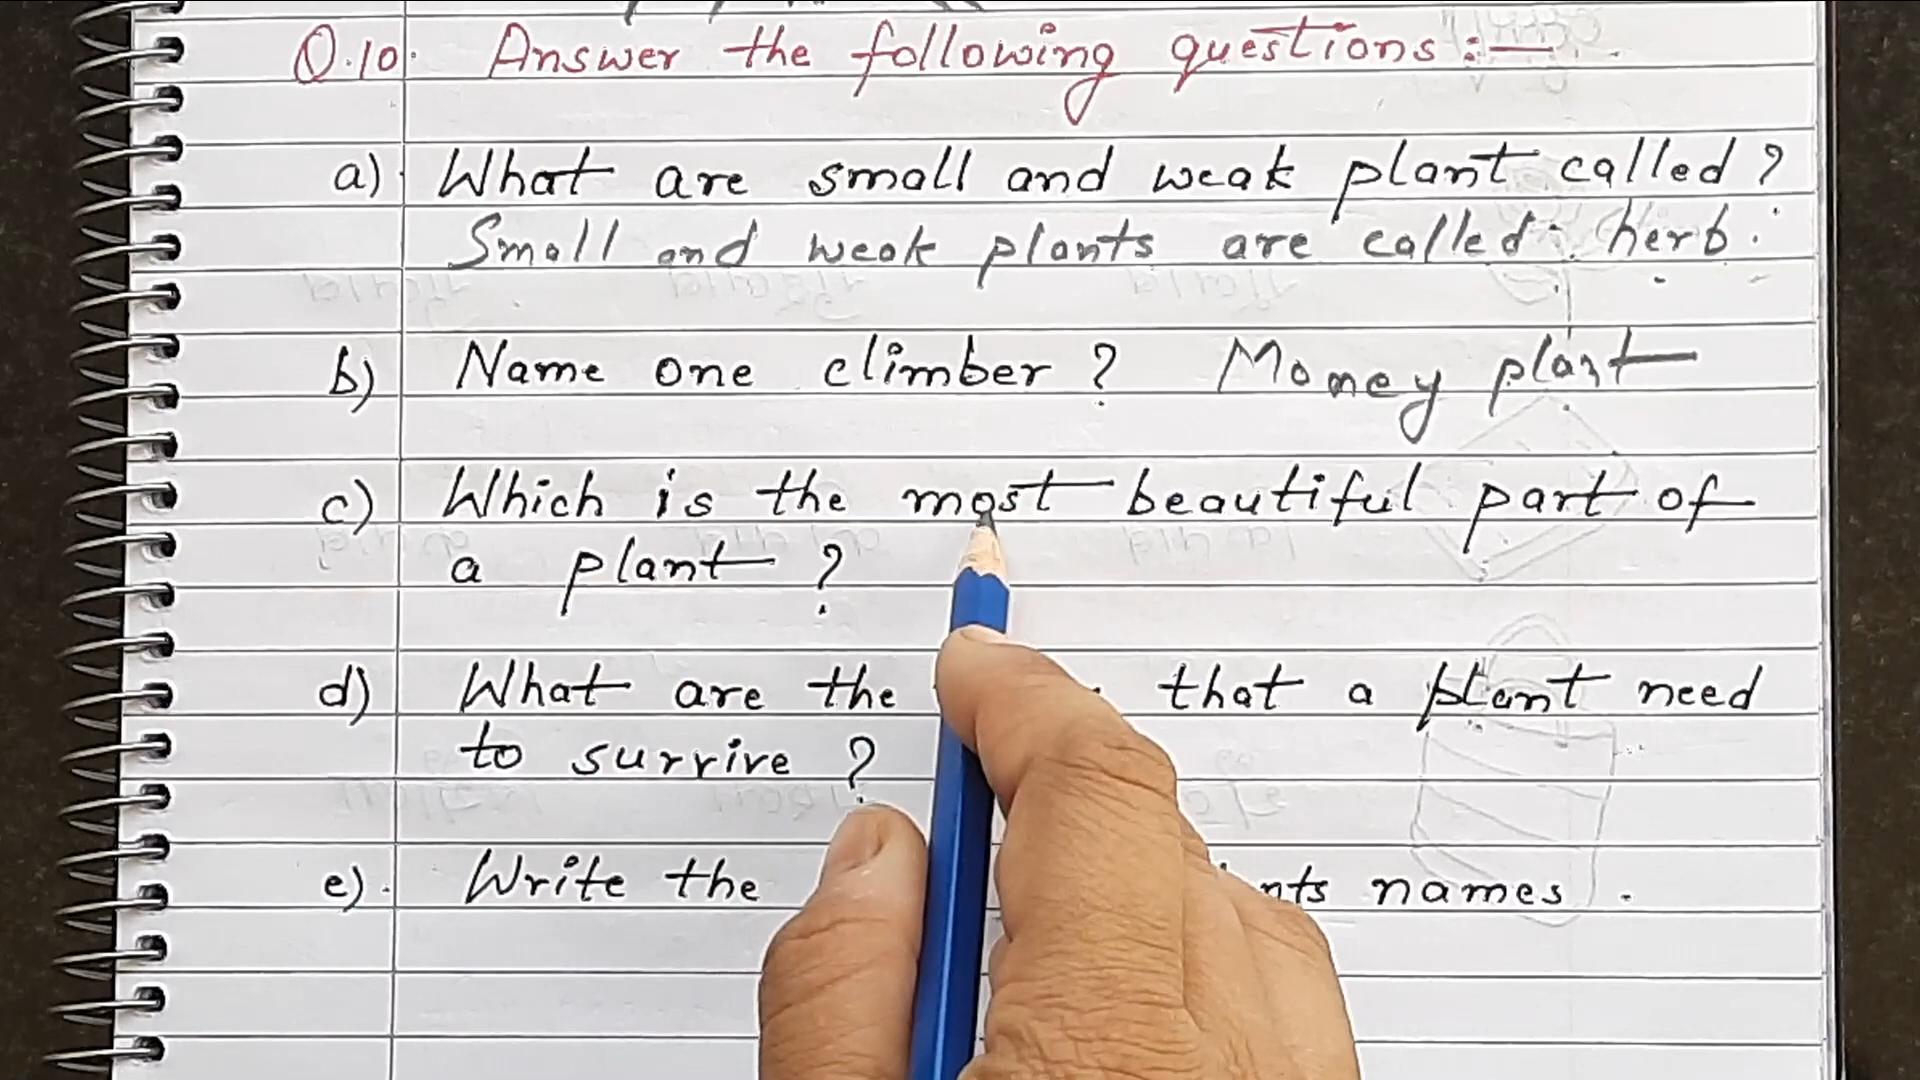 Q.10. Answer the following questions :—
a) What are small and weak plant called ?
Small and weak plants are called herb.
b) Name one climber ? Money plant
c) Which is the most beautiful part of
a plant ?
d) What are the that a plant need
to survive ?
e) Write the names .